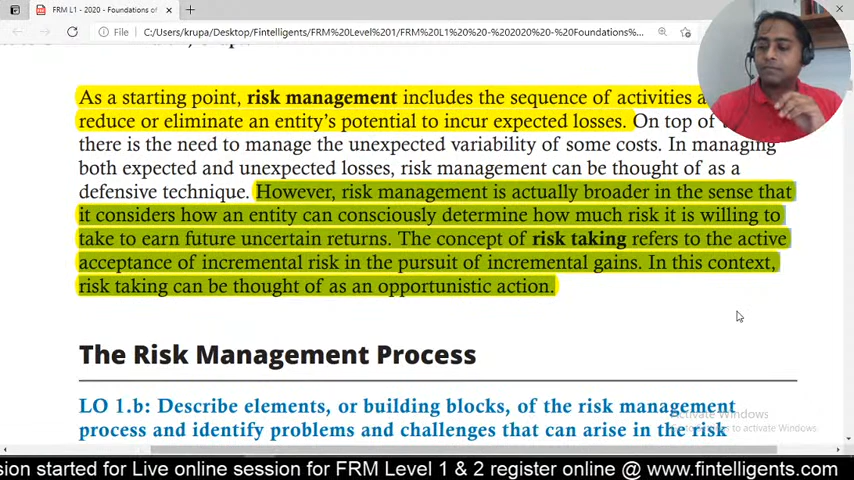 FRM L1 - 2020 - Foundations of
File C:/Users/krupa/Desktop/Fintelligents/FRM%20Level%201/FRM%20L1%20%20-%202020%20-%20Foundations%
As a starting point, risk management includes the sequence of activities
reduce or eliminate an entity's potential to incur expected losses. On top of
there is the need to manage the unexpected variability of some costs. In managing
both expected and unexpected losses, risk management can be thought of as a
defensive technique. However, risk management is actually broader in the sense that
it considers how an entity can consciously determine how much risk it is willing to
take to earn future uncertain returns. The concept of risk taking refers to the active
acceptance of incremental risk in the pursuit of incremental gains. In this context,
risk taking can be thought of as an opportunistic action.
The Risk Management Process
LO 1.b: Describe elements, or building blocks, of the risk management
process and identify problems and challenges that can arise in the risk
Activate Windows
to activate Windows.
sion started for Live online session for FRM Level 1 & 2 register online @ www.fintelligents.com